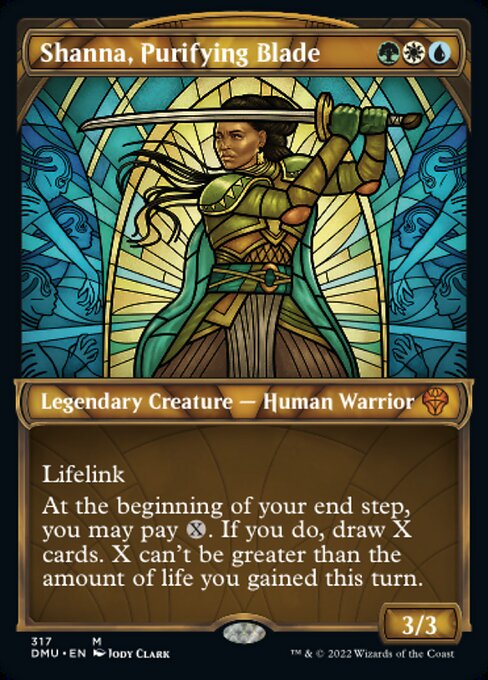 Shanna, Purifying Blade
Legendary Creature — Human Warrior
Lifelink
At the beginning of your end step,
you may pay X. If you do, draw X
cards. X can't be greater than the
amount of life you gained this turn.
3/3
317 M
DMU • EN JODY CLARK
™ & © 2022 Wizards of the Coast